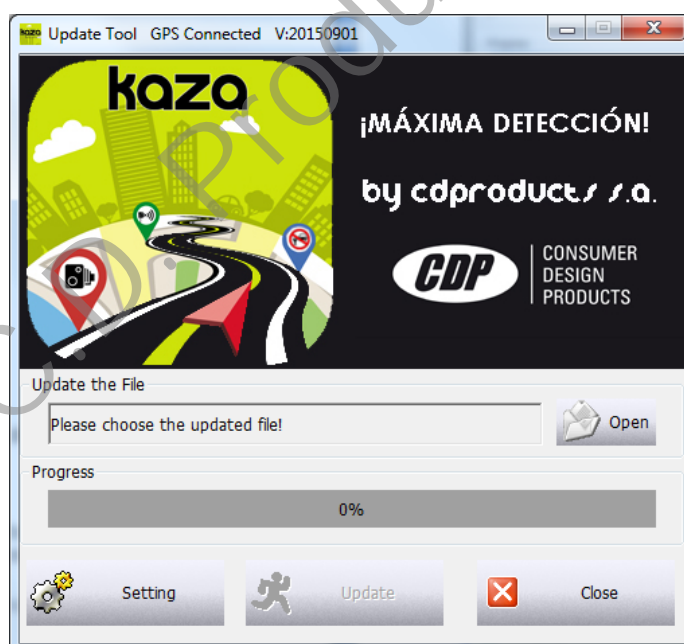 kaza Update Tool GPS Connected V:20150901
kaza
¡MÁXIMA DETECCIÓN!
by cdproducts s.a.
CDP
CONSUMER
DESIGN
PRODUCTS
Update the File
Please choose the updated file!
Open
Progress
0%
Setting
Update
Close